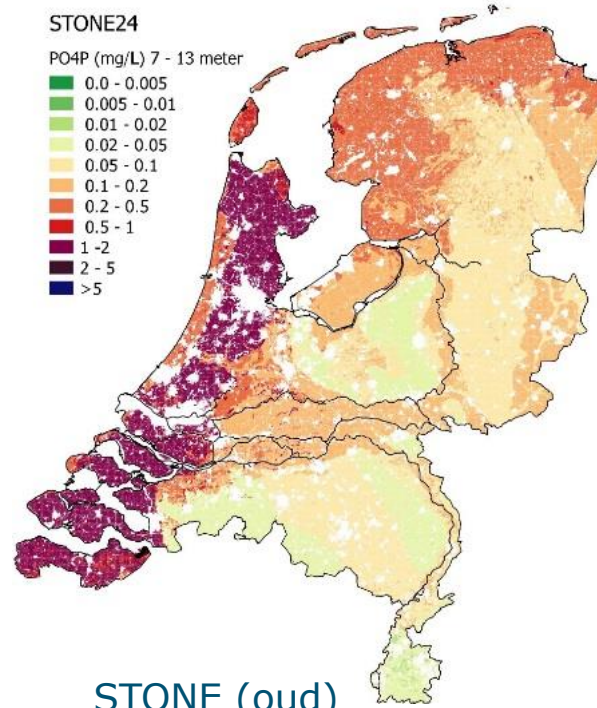 STONE24
PO4P (mg/L) 7 - 13 meter
0.0 - 0.005
0.005 - 0.01
0.01 - 0.02
0.02 - 0.05
0.05 - 0.1
0.1 - 0.2
0.2 - 0.5
0.5 - 1
1 -2
2 - 5
>5
STONE (oud)